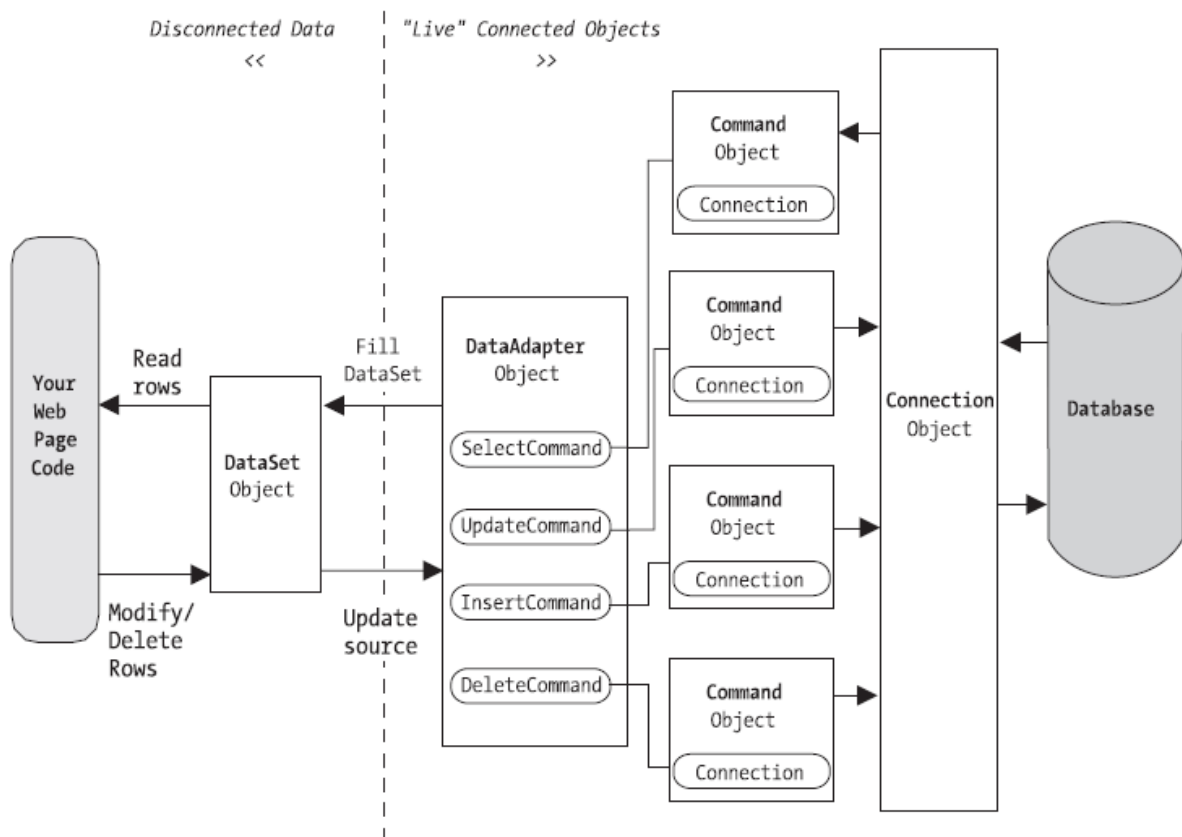 Disconnected Data
<<
"Live" Connected Objects
>>
Command
Object
Connection
Command
Object
Connection
Fill
DataSet
DataAdapter
Object
Read
rows
Your
Web
Page
Code
DataSet
Object
SelectCommand
UpdateCommand
InsertCommand
DeleteCommand
Connection
Object
Database
Command
Object
Connection
Modify/
Delete
Rows
Update
source
Command
Object
Connection